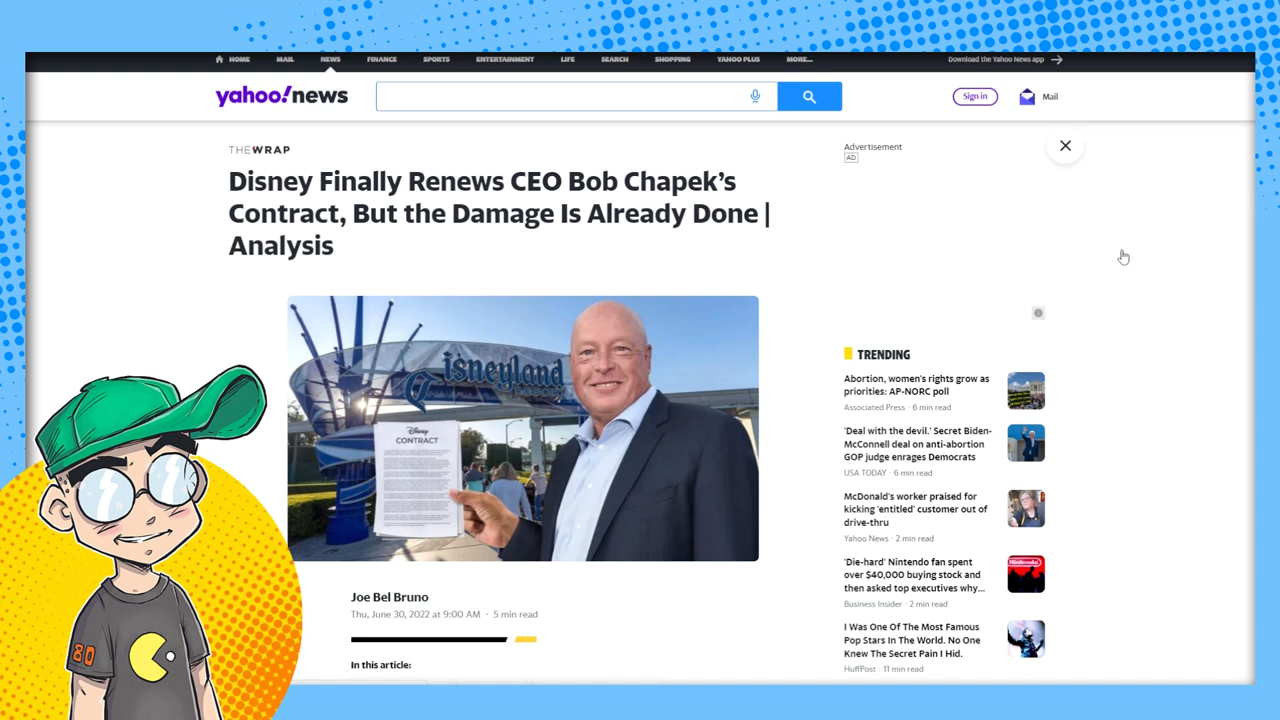 HOME MAIL NEWS FINANCE SPORTS ENTERTAINMENT LIFE SEARCH SHOPPING YAHOO PLUS MORE... Download the Yahoo News app
yahoo!news
Sign in
Mail
THEWRAP
Disney Finally Renews CEO Bob Chapek's
Contract, But the Damage Is Already Done |
Analysis
Advertisement
AD
isneyland
RESORT
Disney
CONTRACT
Joe Bel Bruno
Thu, June 30, 2022 at 9:00 AM · 5 min read
In this article:
TRENDING
Abortion, women's rights grow as
priorities: AP-NORC poll
Associated Press · 6 min read
'Deal with the devil.' Secret Biden-
McConnell deal on anti-abortion
GOP judge enrages Democrats
USA TODAY · 6 min read
McDonald's worker praised for
kicking 'entitled' customer out of
drive-thru
Yahoo News · 2 min read
'Die-hard' Nintendo fan spent
over $40,000 buying stock and
then asked top executives why...
Business Insider · 2 min read
Nintendo
I Was One Of The Most Famous
Pop Stars In The World. No One
Knew The Secret Pain I Hid.
HuffPost · 11 min read
80